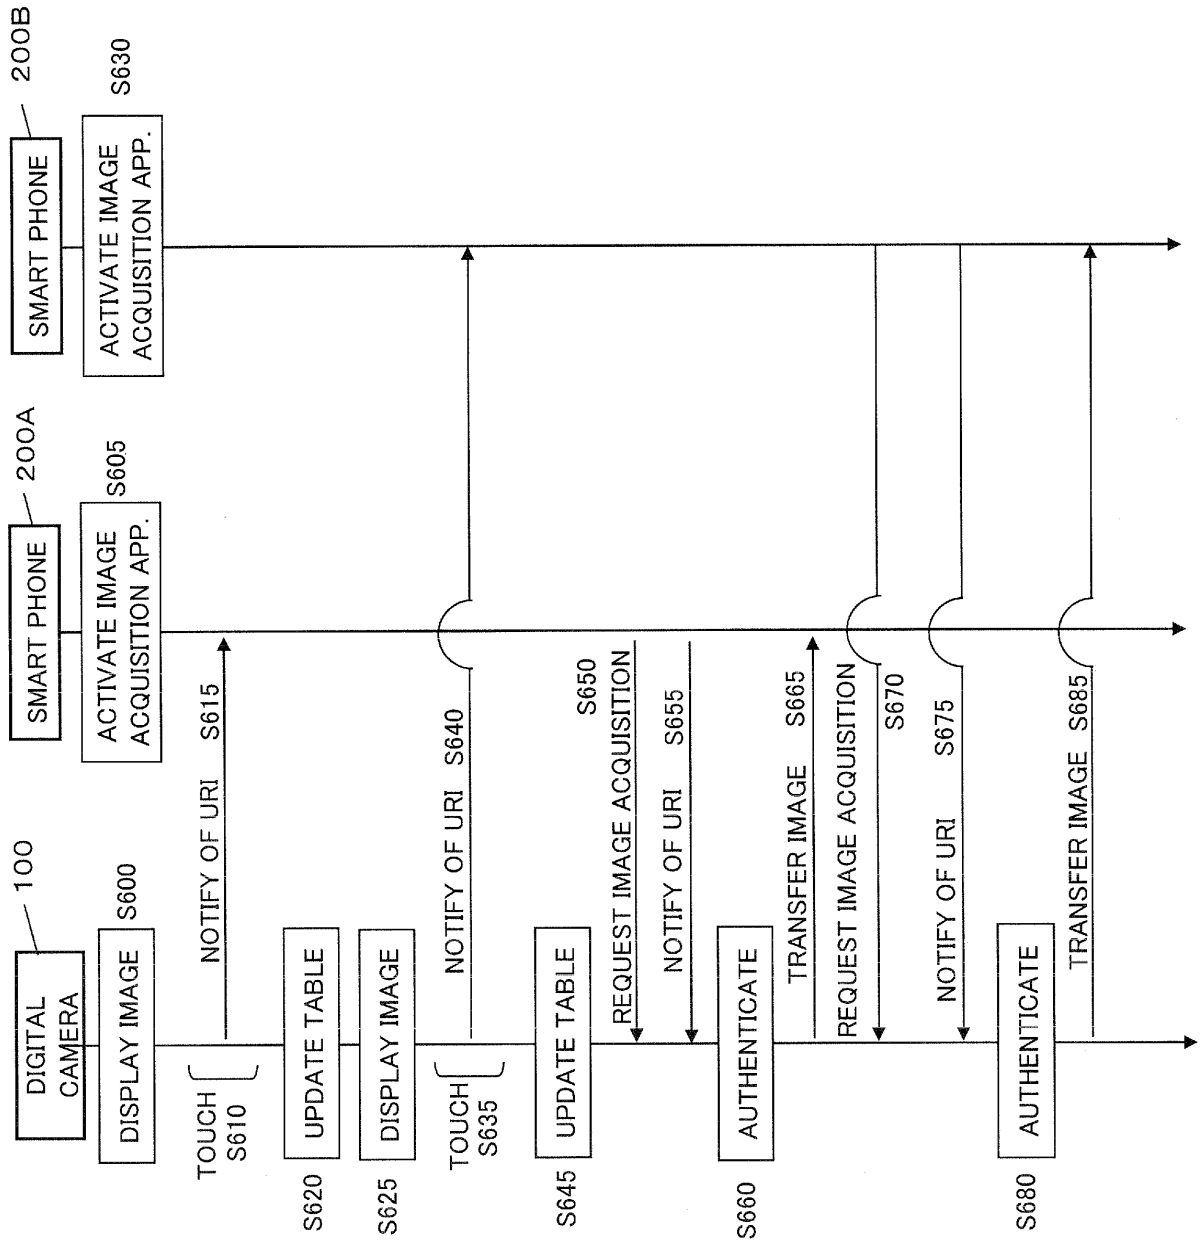 DIGITAL
CAMERA
100
SMART PHONE
200A
SMART PHONE
200B
DISPLAY IMAGE
S600
ACTIVATE IMAGE
ACQUISITION APP.
S605
ACTIVATE IMAGE
ACQUISITION APP.
S630
TOUCH
S610
NOTIFY OF URI S615
S620
UPDATE TABLE
S625
DISPLAY IMAGE
TOUCH
S635
NOTIFY OF URI S640
S645
UPDATE TABLE
S650
REQUEST IMAGE ACQUISITION
NOTIFY OF URI S655
S660
AUTHENTICATE
TRANSFER IMAGE S665
REQUEST IMAGE ACQUISITION
S670
NOTIFY OF URI S675
S680
AUTHENTICATE
TRANSFER IMAGE S685